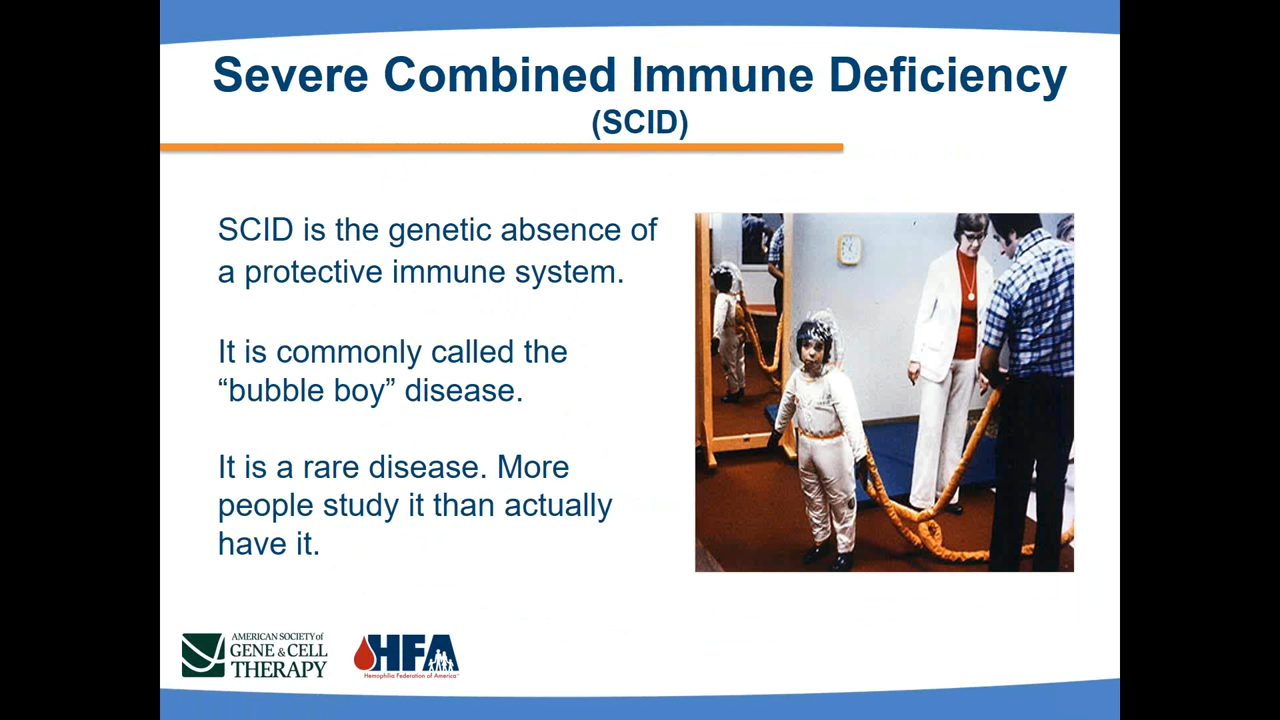 Severe Combined Immune Deficiency
(SCID)
SCID is the genetic absence of
a protective immune system.
It is commonly called the
“bubble boy” disease.
It is a rare disease. More
people study it than actually
have it.
AMERICAN SOCIETY of
GENE & CELL
THERAPY
HFA
Hemophilia Federation of America